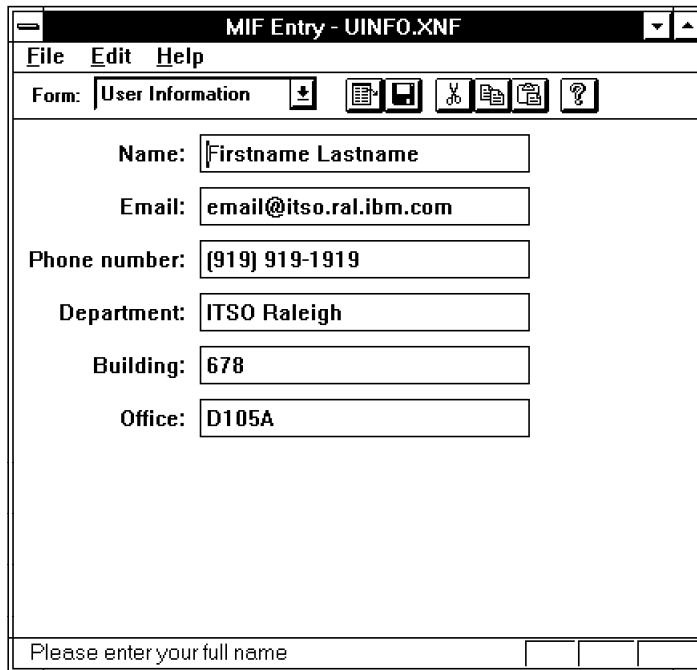 MIF Entry - UINFO.XNF
File Edit Help
Form: User Information
Name: Firstname Lastname
Email: email@itso.ral.ibm.com
Phone number: (919) 919-1919
Department: ITSO Raleigh
Building: 678
Office: D105A
Please enter your full name